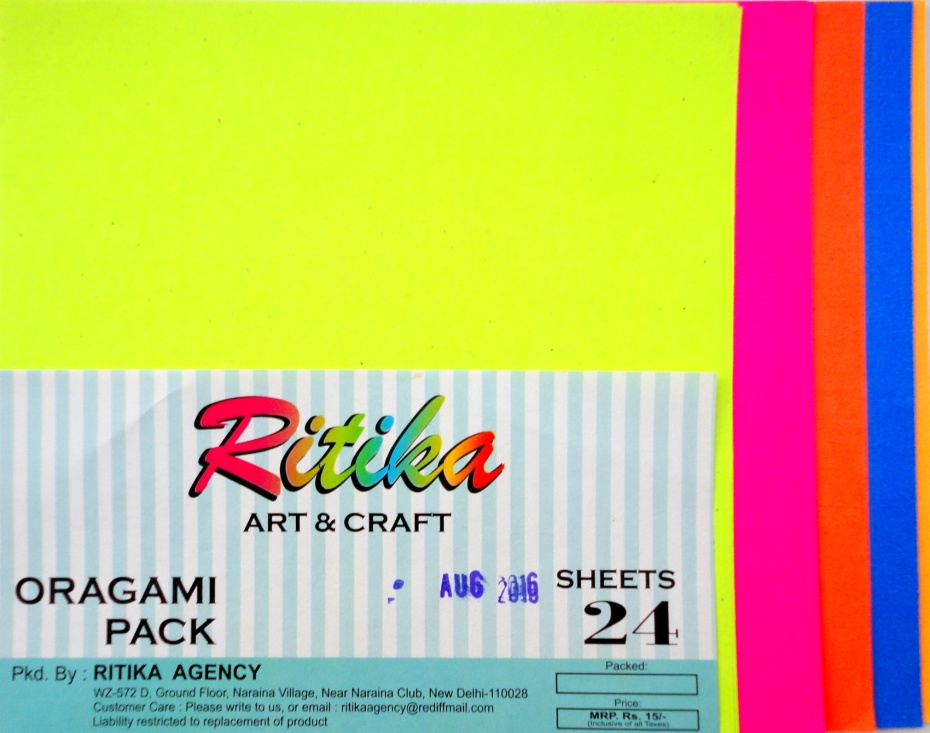 Ritika
ART & CRAFT
ORAGAMI
PACK
AUG 2016
SHEETS
24
Pkd. By : RITIKA AGENCY
WZ-572 D, Ground Floor, Naraina Village, Near Naraina Club, New Delhi-110028
Customer Care : Please write to us, or email : ritikaagency@rediffmail.com
Liability restricted to replacement of product
Packed:
Price:
MRP. Rs. 15/-
(Inclusive of all Taxes)